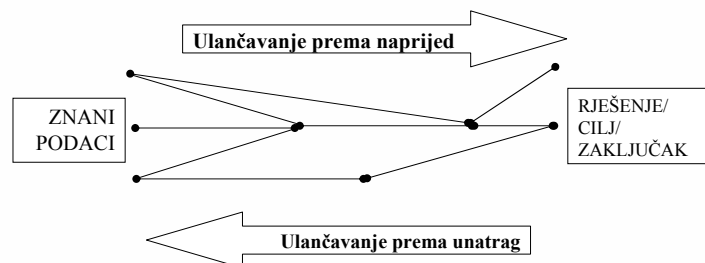 Ulančavanje prema naprijed
ZNANI
PODACI
RJEŠENJE/
CILJ/
ZAKLJUČAK
Ulančavanje prema unatrag